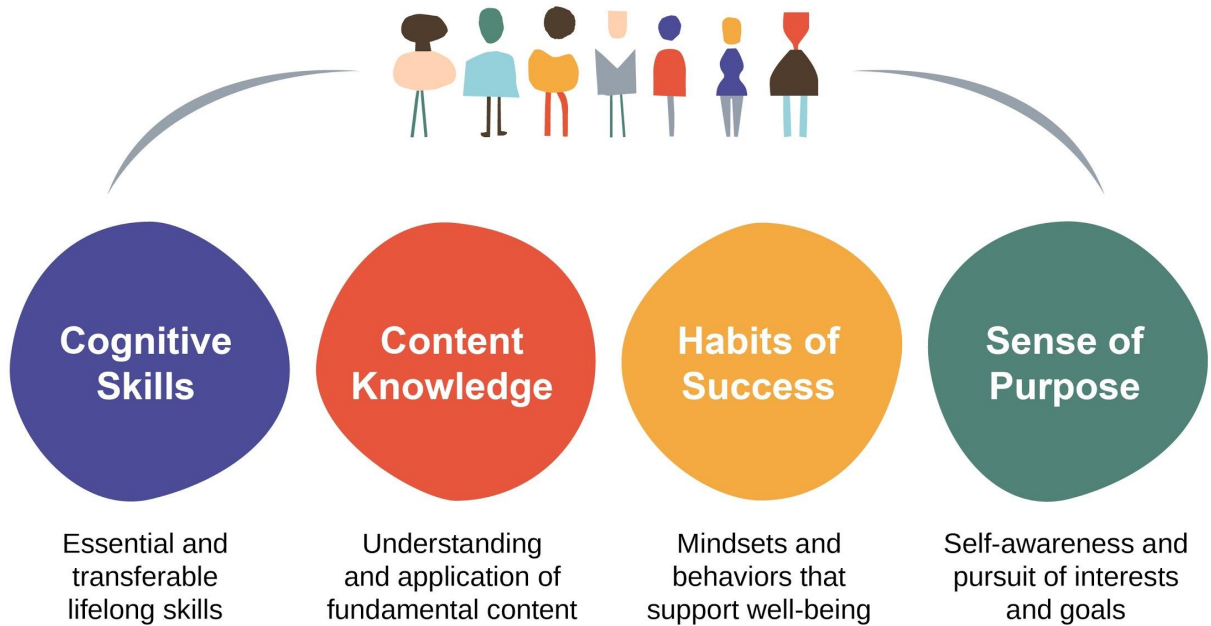 Cognitive
Skills
Content
Knowledge
Habits of
Success
Sense of
Purpose
Essential and
transferable
lifelong skills
Understanding
and application of
fundamental content
Mindsets and
behaviors that
support well-being
Self-awareness and
pursuit of interests
and goals